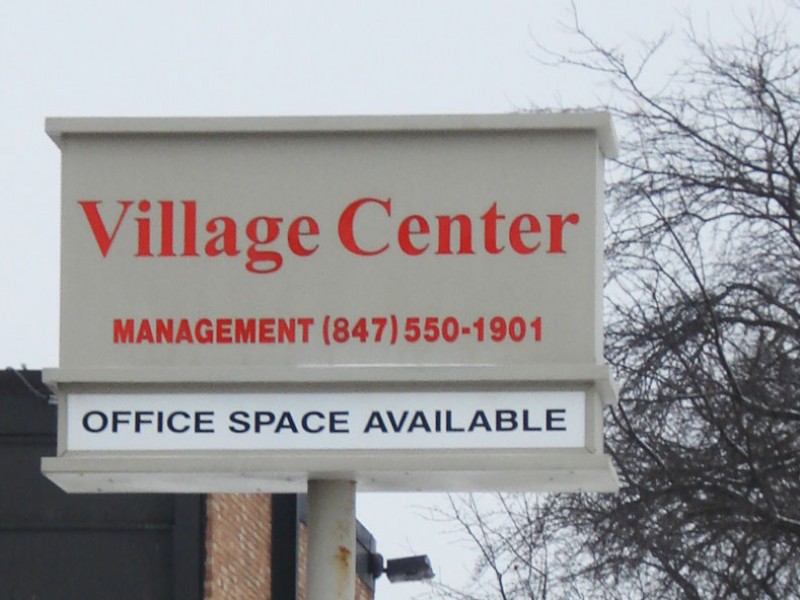 Village Center
MANAGEMENT (847) 550-1901
OFFICE SPACE AVAILABLE